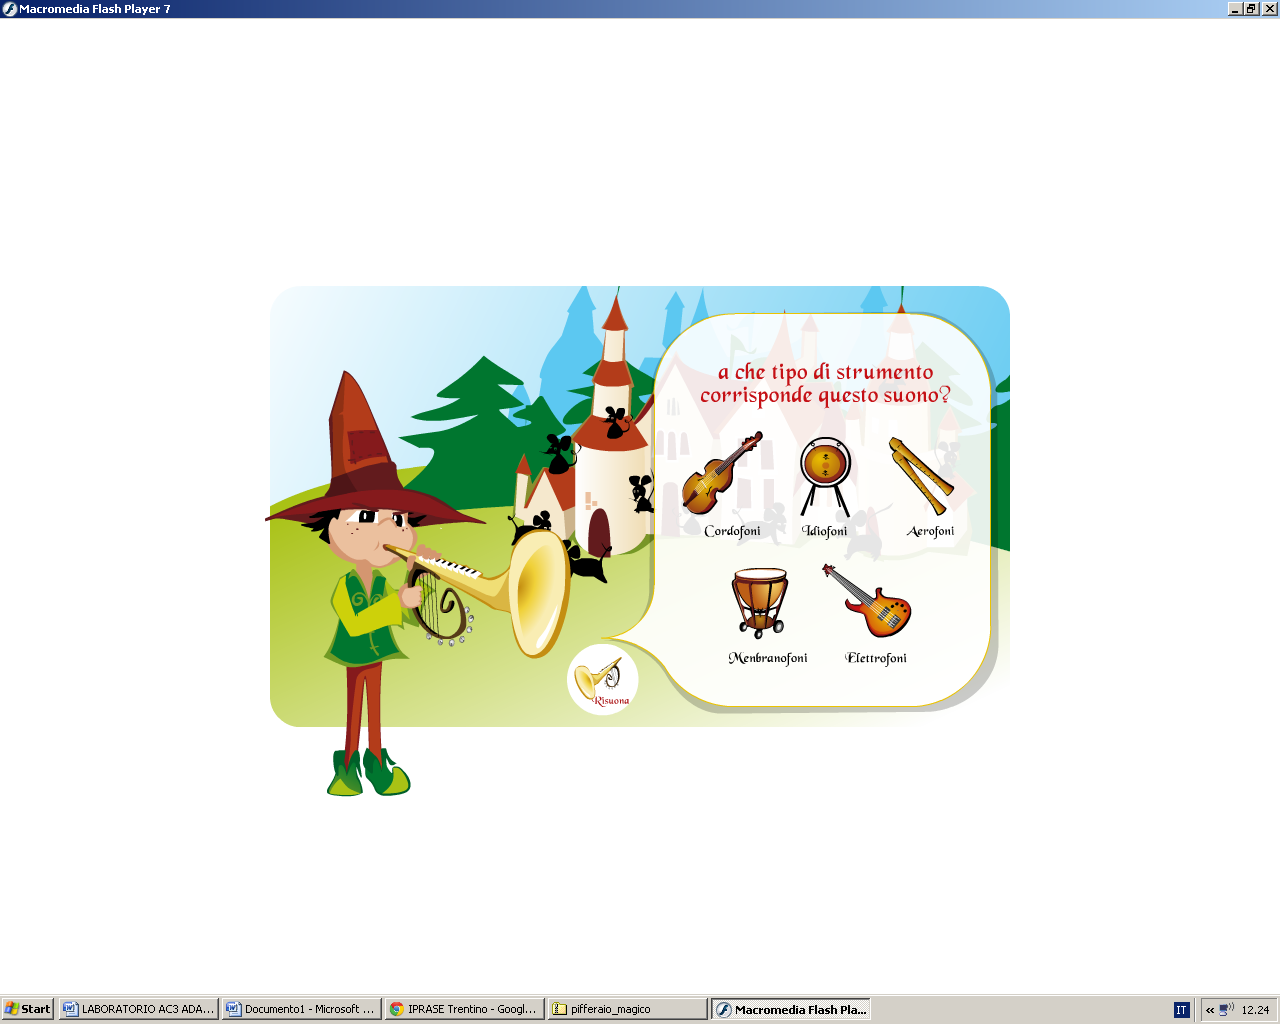 Macromedia Flash Player 7
a che tipo di strumento
corrisponde questo suono?
Cordofoni
Idiofoni
Aerofoni
Menbranofoni
Elettrofoni
Risuona
Start
LABORATORIO AC3 ADA...
Documento1 - Microsoft ...
IPRASE Trentino - Googl...
pifferaio_magico
Macromedia Flash Pla...
IT
«
12.24